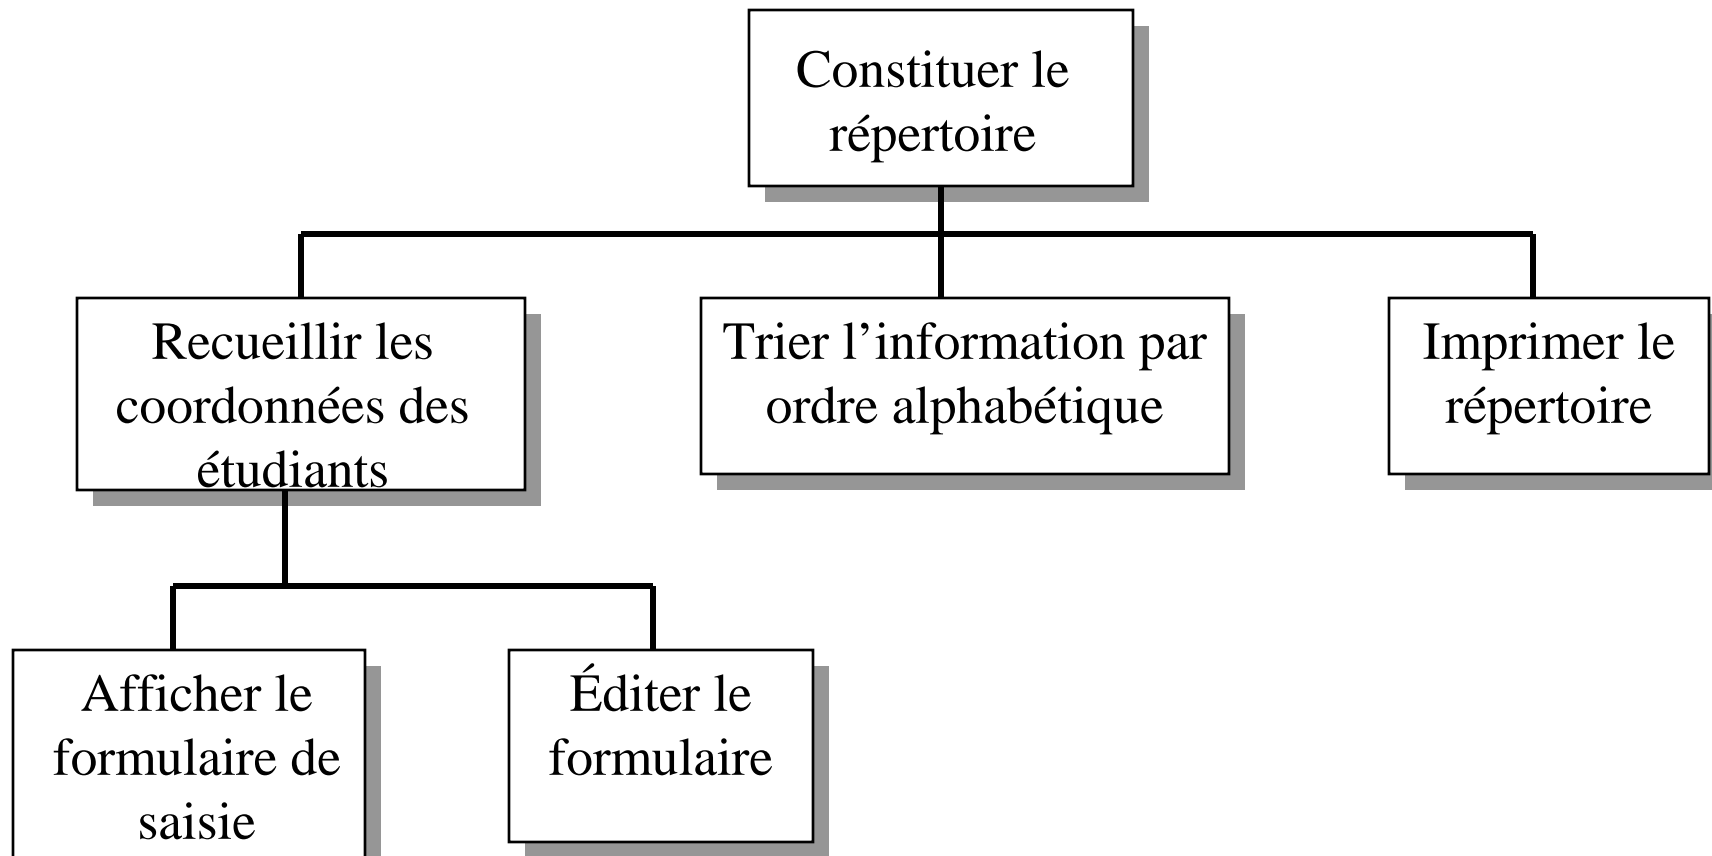 Constituer le
répertoire
Recueillir les
coordonnées des
étudiants
Trier l’information par
ordre alphabétique
Imprimer le
répertoire
Afficher le
formulaire de
saisie
Éditer le
formulaire